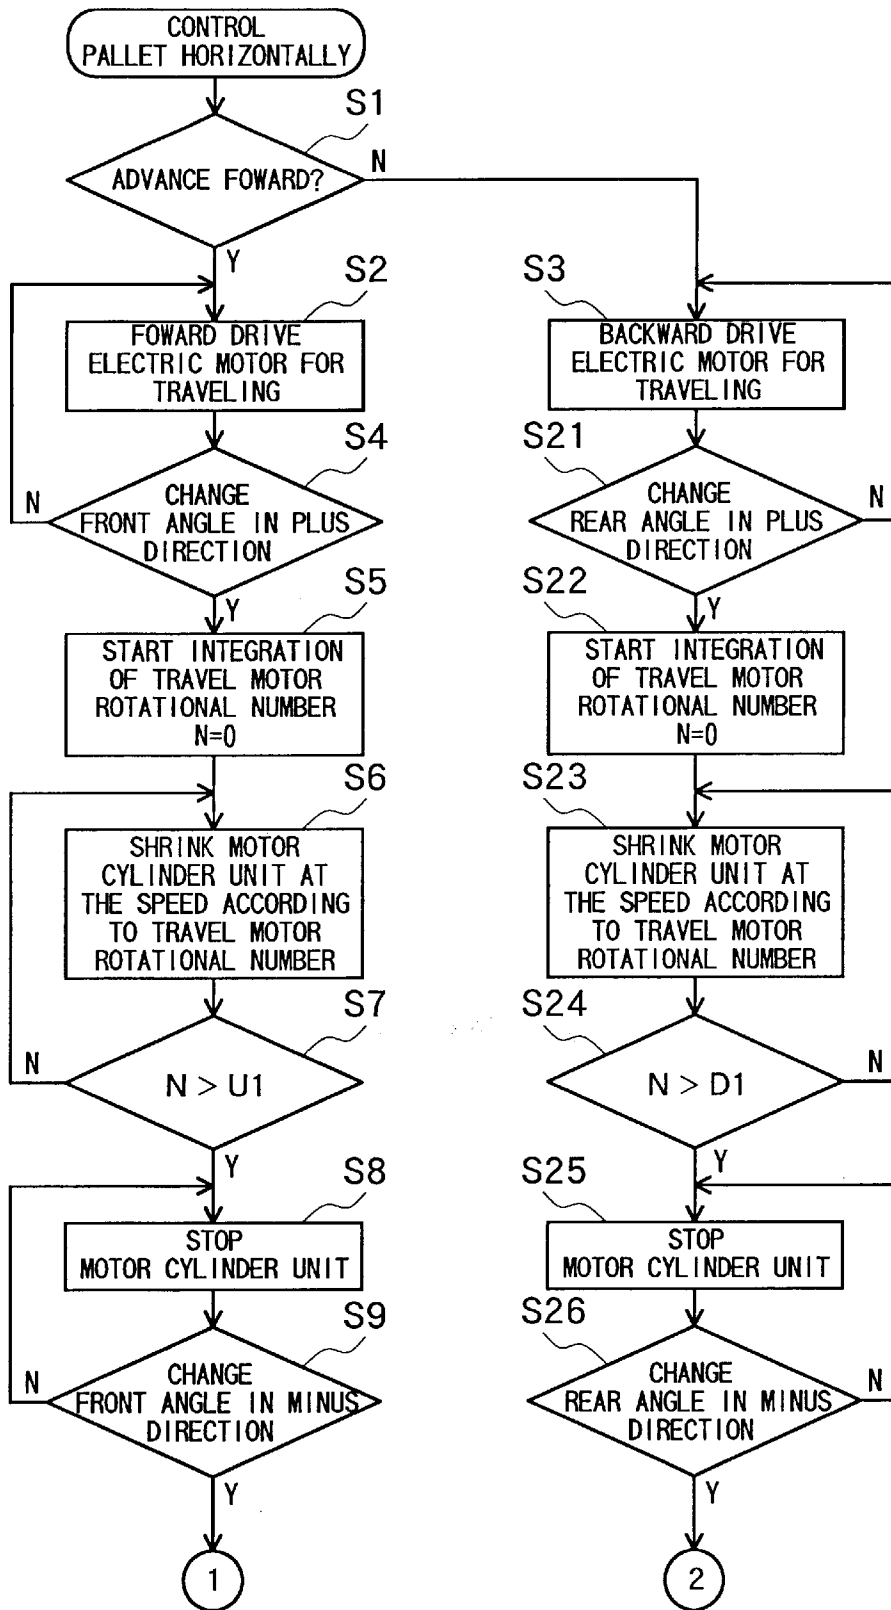 CONTROL
PALLET HORIZONTALLY
S1
ADVANCE FOWARD?
N
Y
S2
FOWARD DRIVE
ELECTRIC MOTOR FOR
TRAVELING
S4
CHANGE
FRONT ANGLE IN PLUS
DIRECTION
N
Y
S5
START INTEGRATION
OF TRAVEL MOTOR
ROTATIONAL NUMBER
N=0
S6
SHRINK MOTOR
CYLINDER UNIT AT
THE SPEED ACCORDING
TO TRAVEL MOTOR
ROTATIONAL NUMBER
S7
N > U1
N
Y
S8
STOP
MOTOR CYLINDER UNIT
S9
CHANGE
FRONT ANGLE IN MINUS
DIRECTION
N
Y
1
S3
BACKWARD DRIVE
ELECTRIC MOTOR FOR
TRAVELING
S21
CHANGE
REAR ANGLE IN PLUS
DIRECTION
N
Y
S22
START INTEGRATION
OF TRAVEL MOTOR
ROTATIONAL NUMBER
N=0
S23
SHRINK MOTOR
CYLINDER UNIT AT
THE SPEED ACCORDING
TO TRAVEL MOTOR
ROTATIONAL NUMBER
S24
N > D1
N
Y
S25
STOP
MOTOR CYLINDER UNIT
S26
CHANGE
REAR ANGLE IN MINUS
DIRECTION
N
Y
2